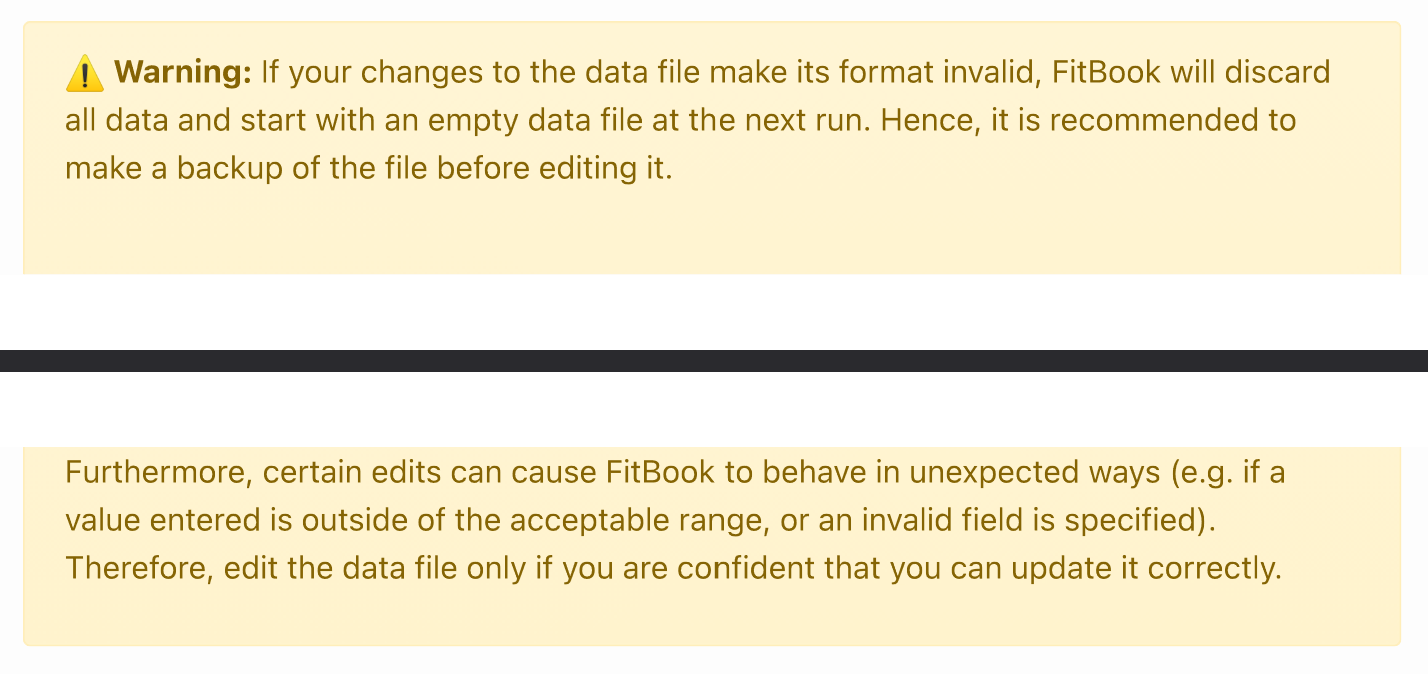 ⚠️ Warning: If your changes to the data file make its format invalid, FitBook will discard
all data and start with an empty data file at the next run. Hence, it is recommended to
make a backup of the file before editing it.
Furthermore, certain edits can cause FitBook to behave in unexpected ways (e.g. if a
value entered is outside of the acceptable range, or an invalid field is specified).
Therefore, edit the data file only if you are confident that you can update it correctly.